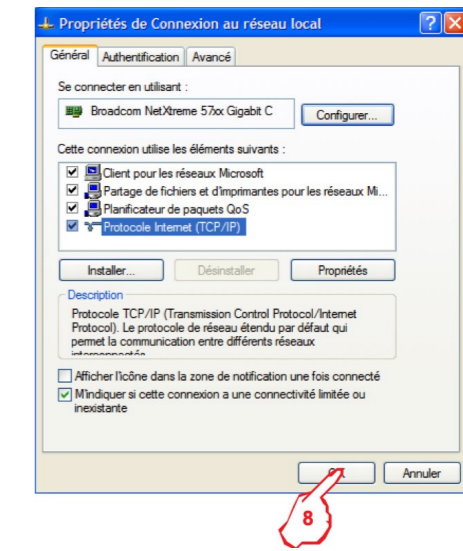 Propriétés de Connexion au réseau local
Général Authentification Avancé
Se connecter en utilisant :
Broadcom NetXtreme 57xx Gigabit C Configurer...
Cette connexion utilise les éléments suivants :
Client pour les réseaux Microsoft
Partage de fichiers et d'imprimantes pour les réseaux Mi...
Planificateur de paquets QoS
Protocole Internet (TCP/IP)
Installer... Désinstaller Propriétés
Description
Protocole TCP/IP (Transmission Control Protocol/Internet
Protocol). Le protocole de réseau étendu par défaut qui
permet la communication entre différents réseaux
Afficher l'icône dans la zone de notification une fois connecté
M'indiquer si cette connexion a une connectivité limitée ou
inexistante
Annuler
8